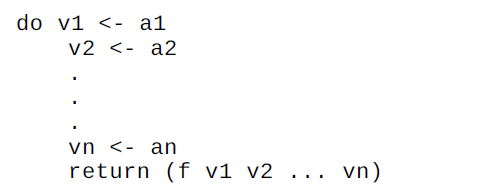 do v1 <- a1
v2 <- a2
.
.
.
vn <- an
return (f v1 v2 ... vn)